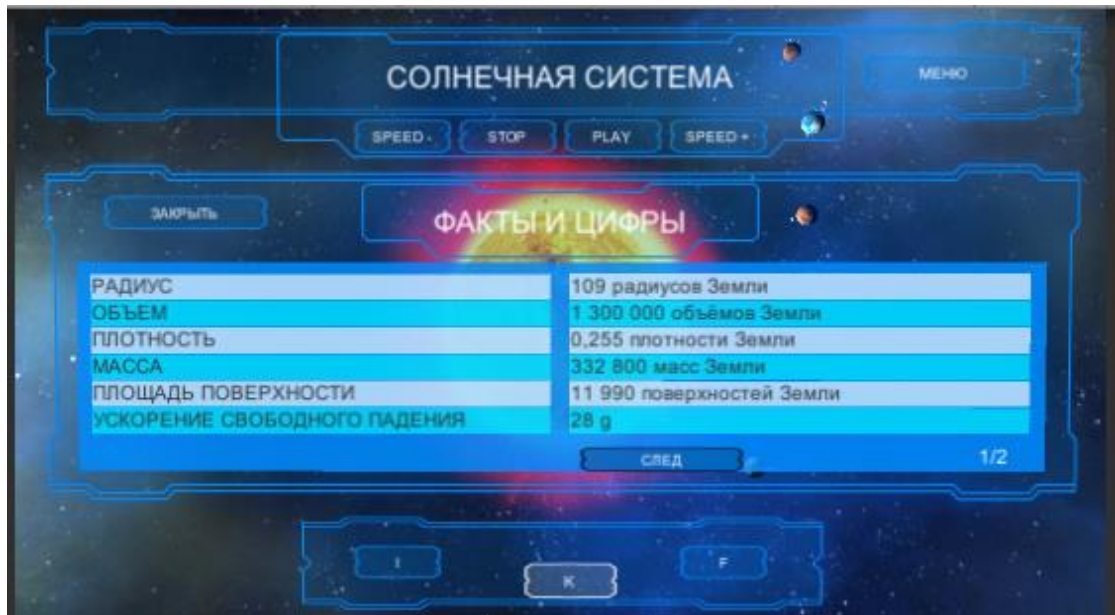 СОЛНЕЧНАЯ СИСТЕМА
МЕНЮ
SPEED - STOP PLAY SPEED +
ЗАКРЫТЬ
ФАКТЫ И ЦИФРЫ
РАДИУС 109 радиусов Земли
ОБЪЕМ 1 300 000 объёмов Земли
ПЛОТНОСТЬ 0,255 плотности Земли
МАССА 332 800 масс Земли
ПЛОЩАДЬ ПОВЕРХНОСТИ 11 990 поверхностей Земли
УСКОРЕНИЕ СВОБОДНОГО ПАДЕНИЯ 28 g
СЛЕД 1/2
I K F